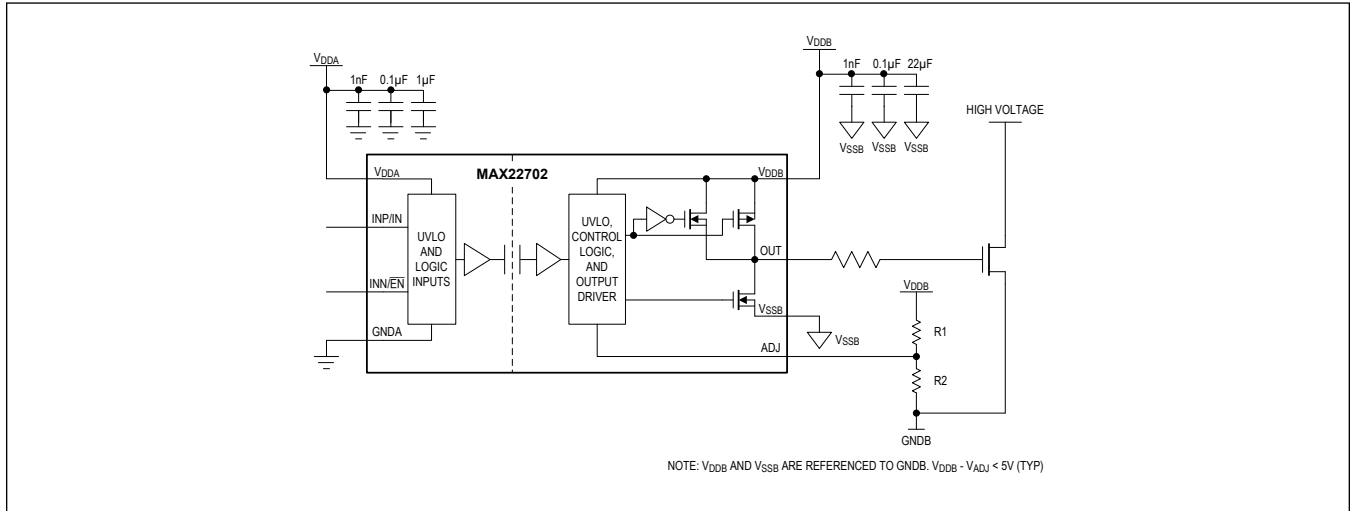 VDDA
1nF 0.1µF 1µF
VDDB
1nF 0.1µF 22µF
VSSB VSSB VSSB
HIGH VOLTAGE
MAX22702
VDDA
VDDB
INP/IN
INN/EN
GNDA
UVLO
AND
LOGIC
INPUTS
UVLO,
CONTROL
LOGIC,
AND
OUTPUT
DRIVER
OUT
VSSB
VSSB
ADJ
VDDB
R1
R2
GNDB
NOTE: VDDB AND VSSB ARE REFERENCED TO GNDB. VDDB - VADJ < 5V (TYP)